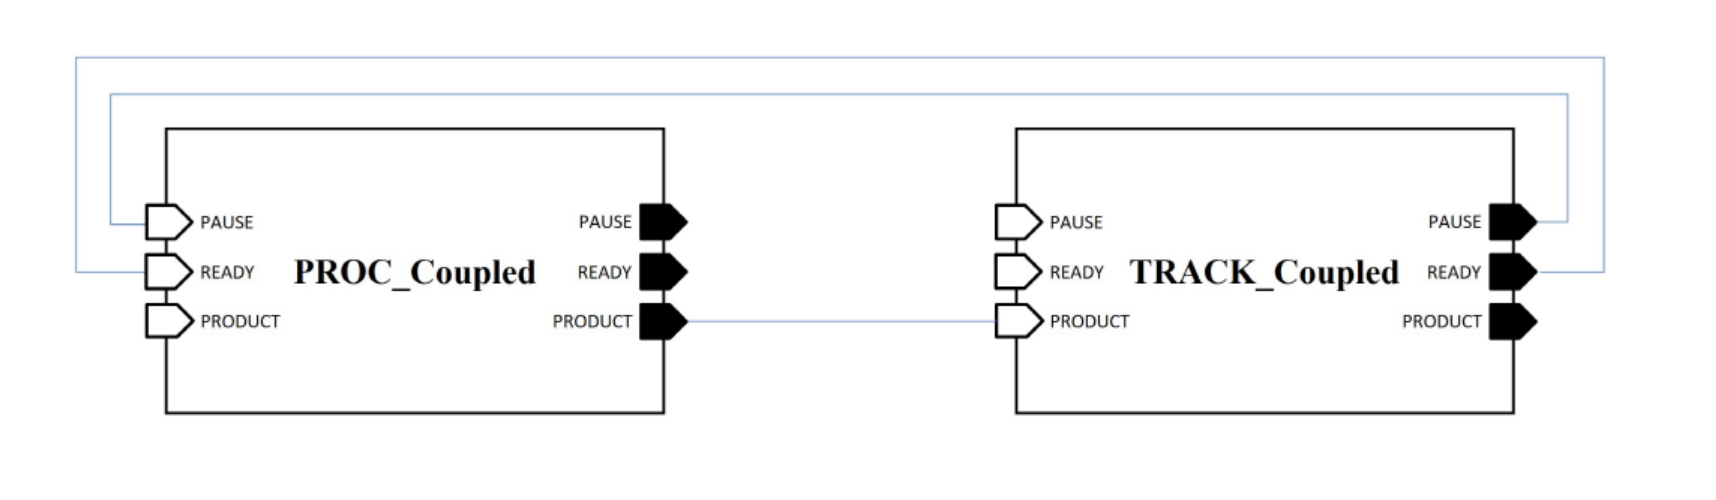 PAUSE
READY
PRODUCT
PROC_Coupled
PAUSE
READY
PRODUCT
PAUSE
READY
PRODUCT
TRACK_Coupled
PAUSE
READY
PRODUCT